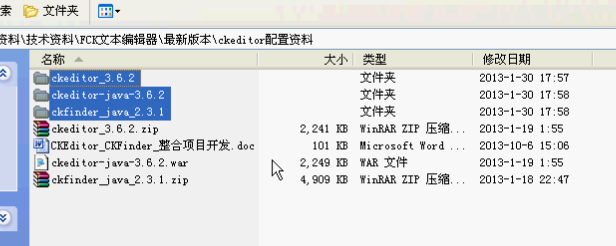 索 文件夹
资料\技术资料\FCK文本编辑器\最新版本\ckeditor配置资料
名称 大小 类型 修改日期
ckeditor_3.6.2 文件夹 2013-1-30 17:57
ckeditor-java-3.6.2 文件夹 2013-1-30 17:58
ckfinder_java_2.3.1 文件夹 2013-1-30 17:58
ckeditor_3.6.2.zip 2,241 KB WinRAR ZIP 压缩... 2013-1-19 1:55
CKEditor_CKFinder_整合项目开发.doc 101 KB Microsoft Word ... 2013-10-6 15:06
ckeditor-java-3.6.2.war 2,249 KB WAR 文件 2013-1-19 1:55
ckfinder_java_2.3.1.zip 4,909 KB WinRAR ZIP 压缩... 2013-1-18 22:47